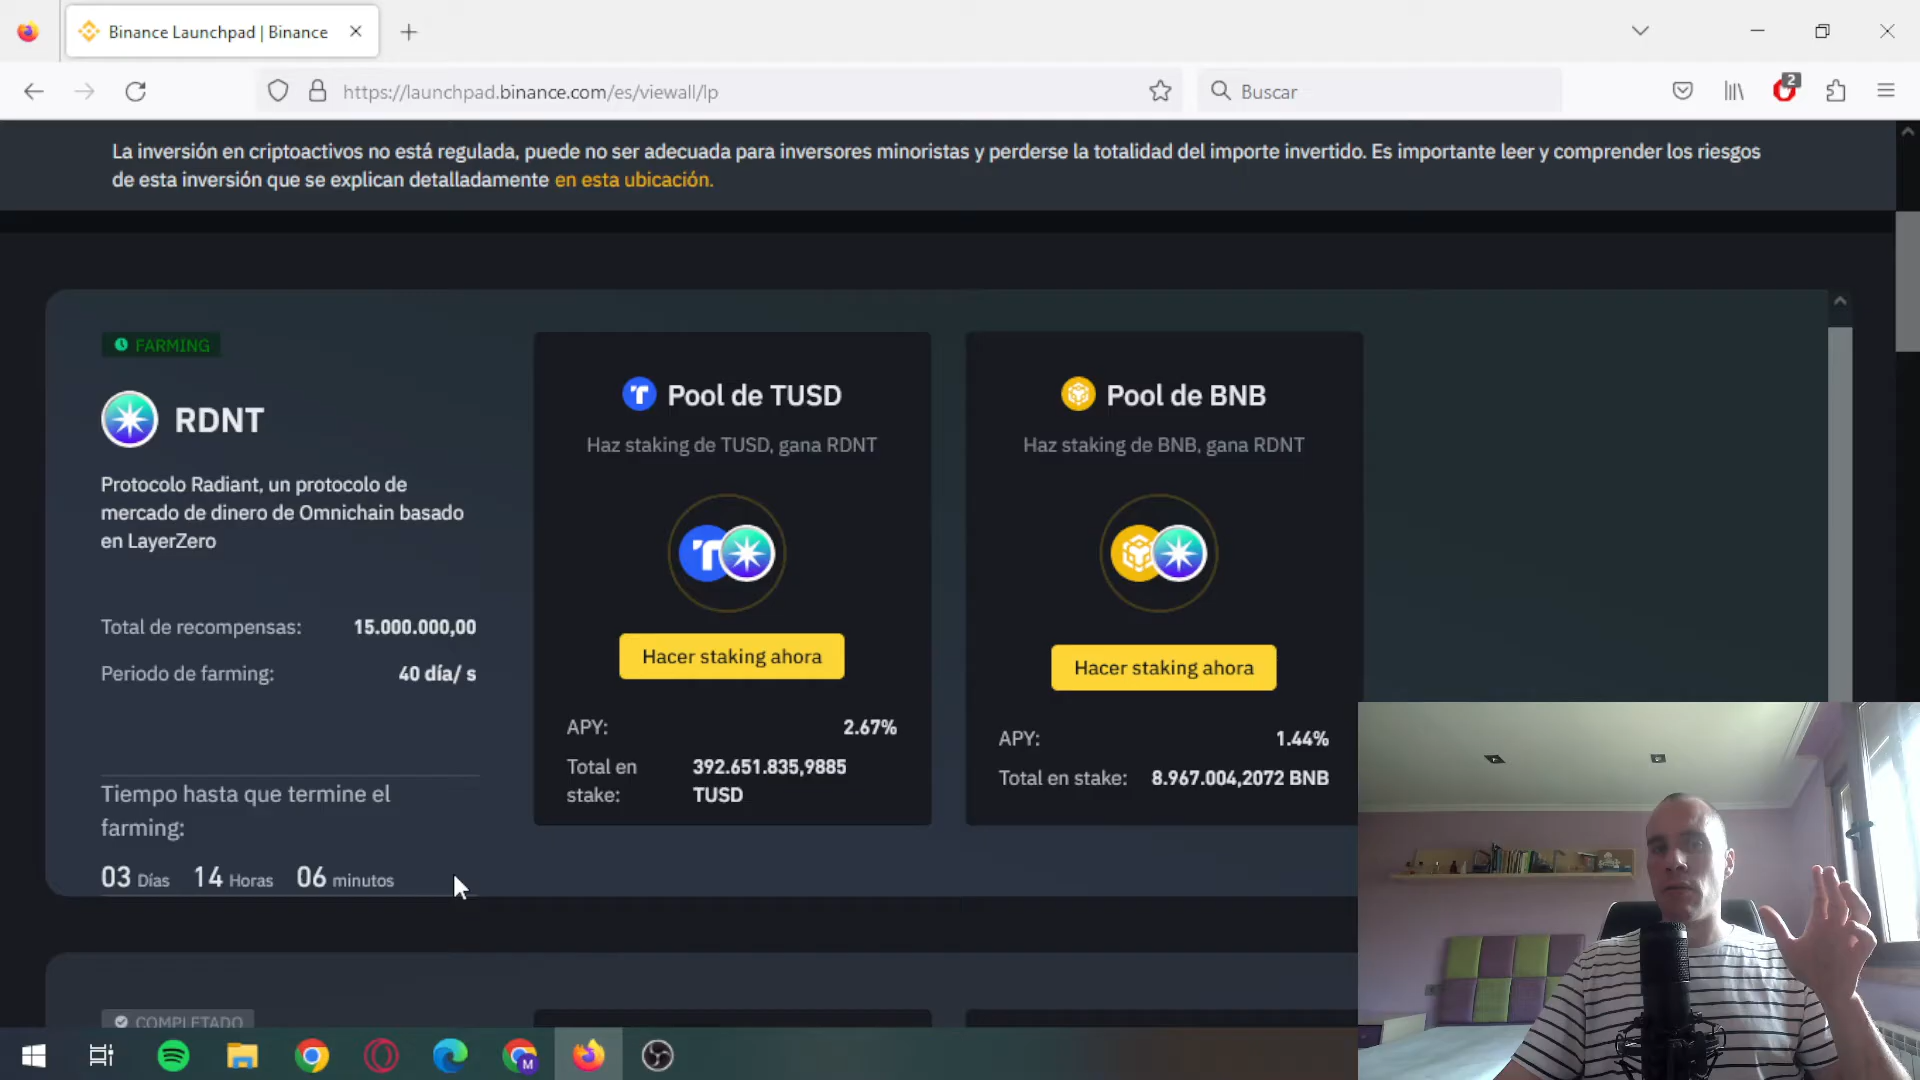 Binance Launchpad | Binance
https://launchpad.binance.com/es/viewall/lp
Buscar
2
La inversión en criptoactivos no está regulada, puede no ser adecuada para inversores minoristas y perderse la totalidad del importe invertido. Es importante leer y comprender los riesgos
de esta inversión que se explican detalladamente en esta ubicación.
FARMING
RDNT
Protocolo Radiant, un protocolo de
mercado de dinero de Omnichain basado
en LayerZero
Total de recompensas: 15.000.000,00
Periodo de farming: 40 día/ s
Tiempo hasta que termine el
farming:
03 Días 14 Horas 06 minutos
Pool de TUSD
Haz staking de TUSD, gana RDNT
Hacer staking ahora
APY: 2.67%
Total en
stake:
392.651.835,9885
TUSD
Pool de BNB
Haz staking de BNB, gana RDNT
Hacer staking ahora
APY: 1.44%
Total en stake: 8.967.004,2072 BNB
COMPLETADO
M